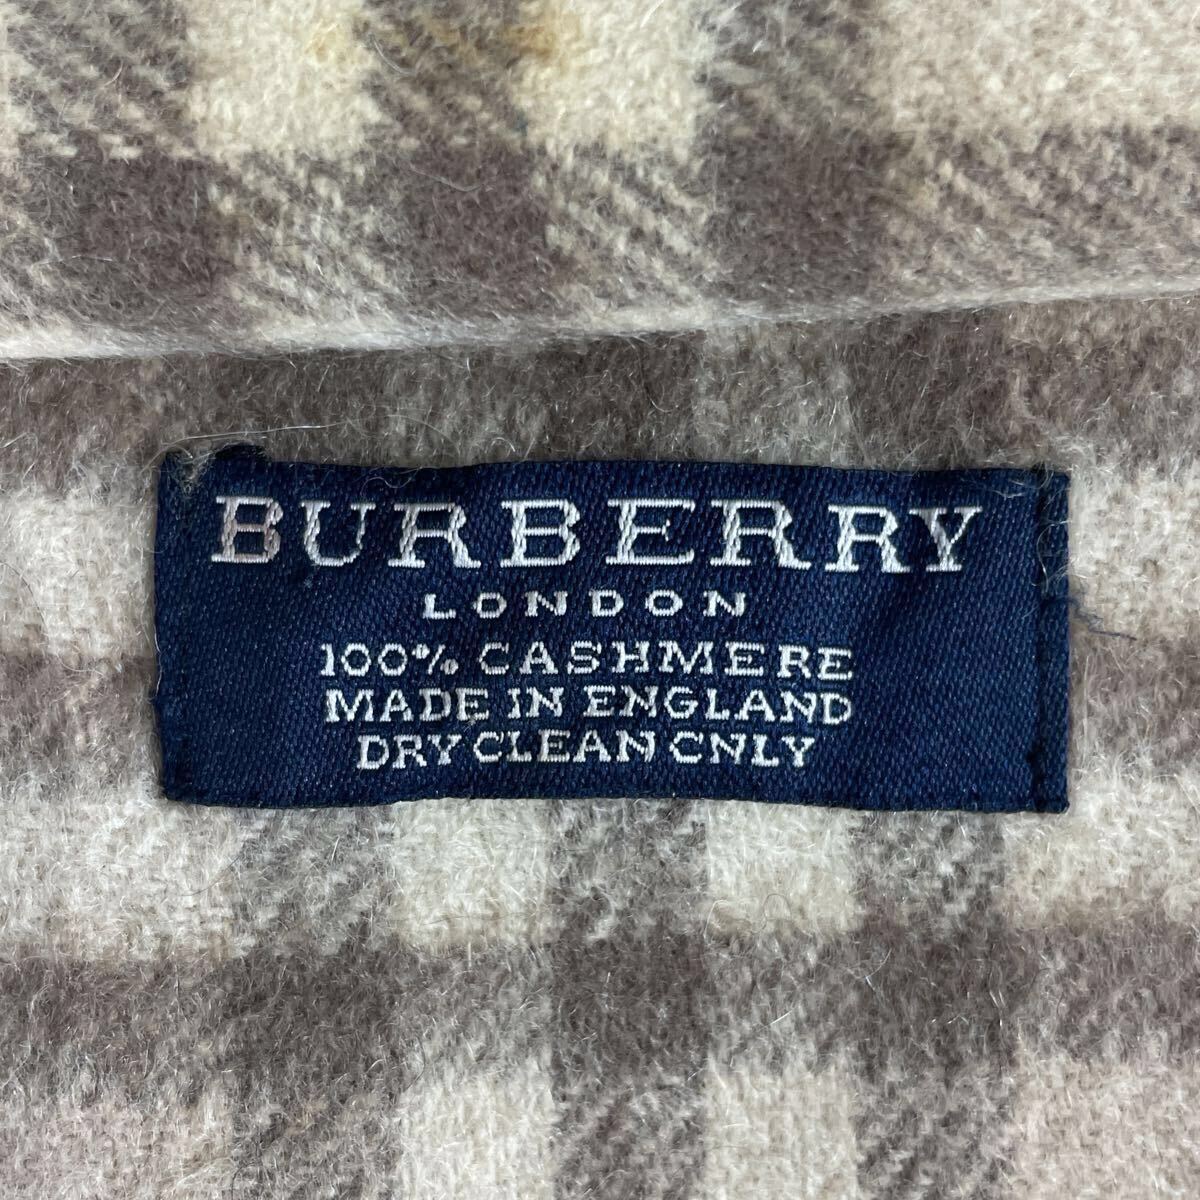 BURBERRY
LONDON
100% CASHMERE
MADE IN ENGLAND
DRY CLEAN CNLY